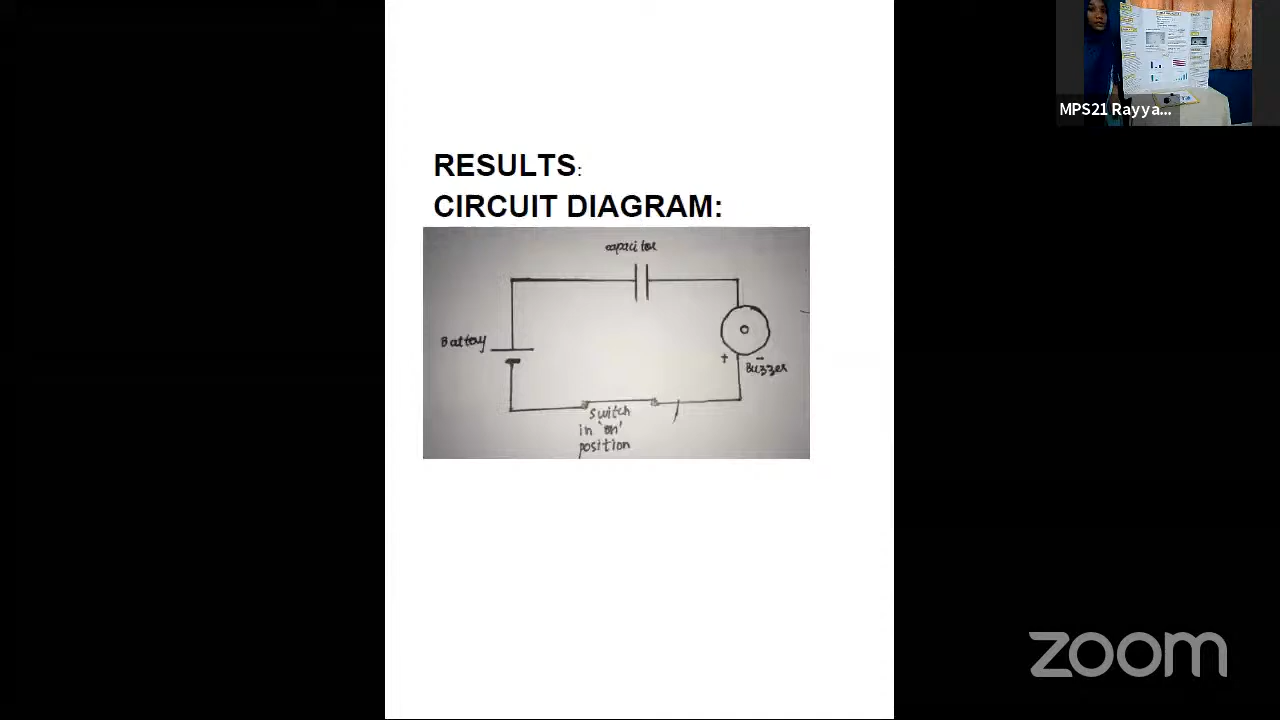 MPS21 Rayya...
RESULTS:
CIRCUIT DIAGRAM:
capacitor
Battery
+ -
Buzzer
switch
in 'on'
position
zoom